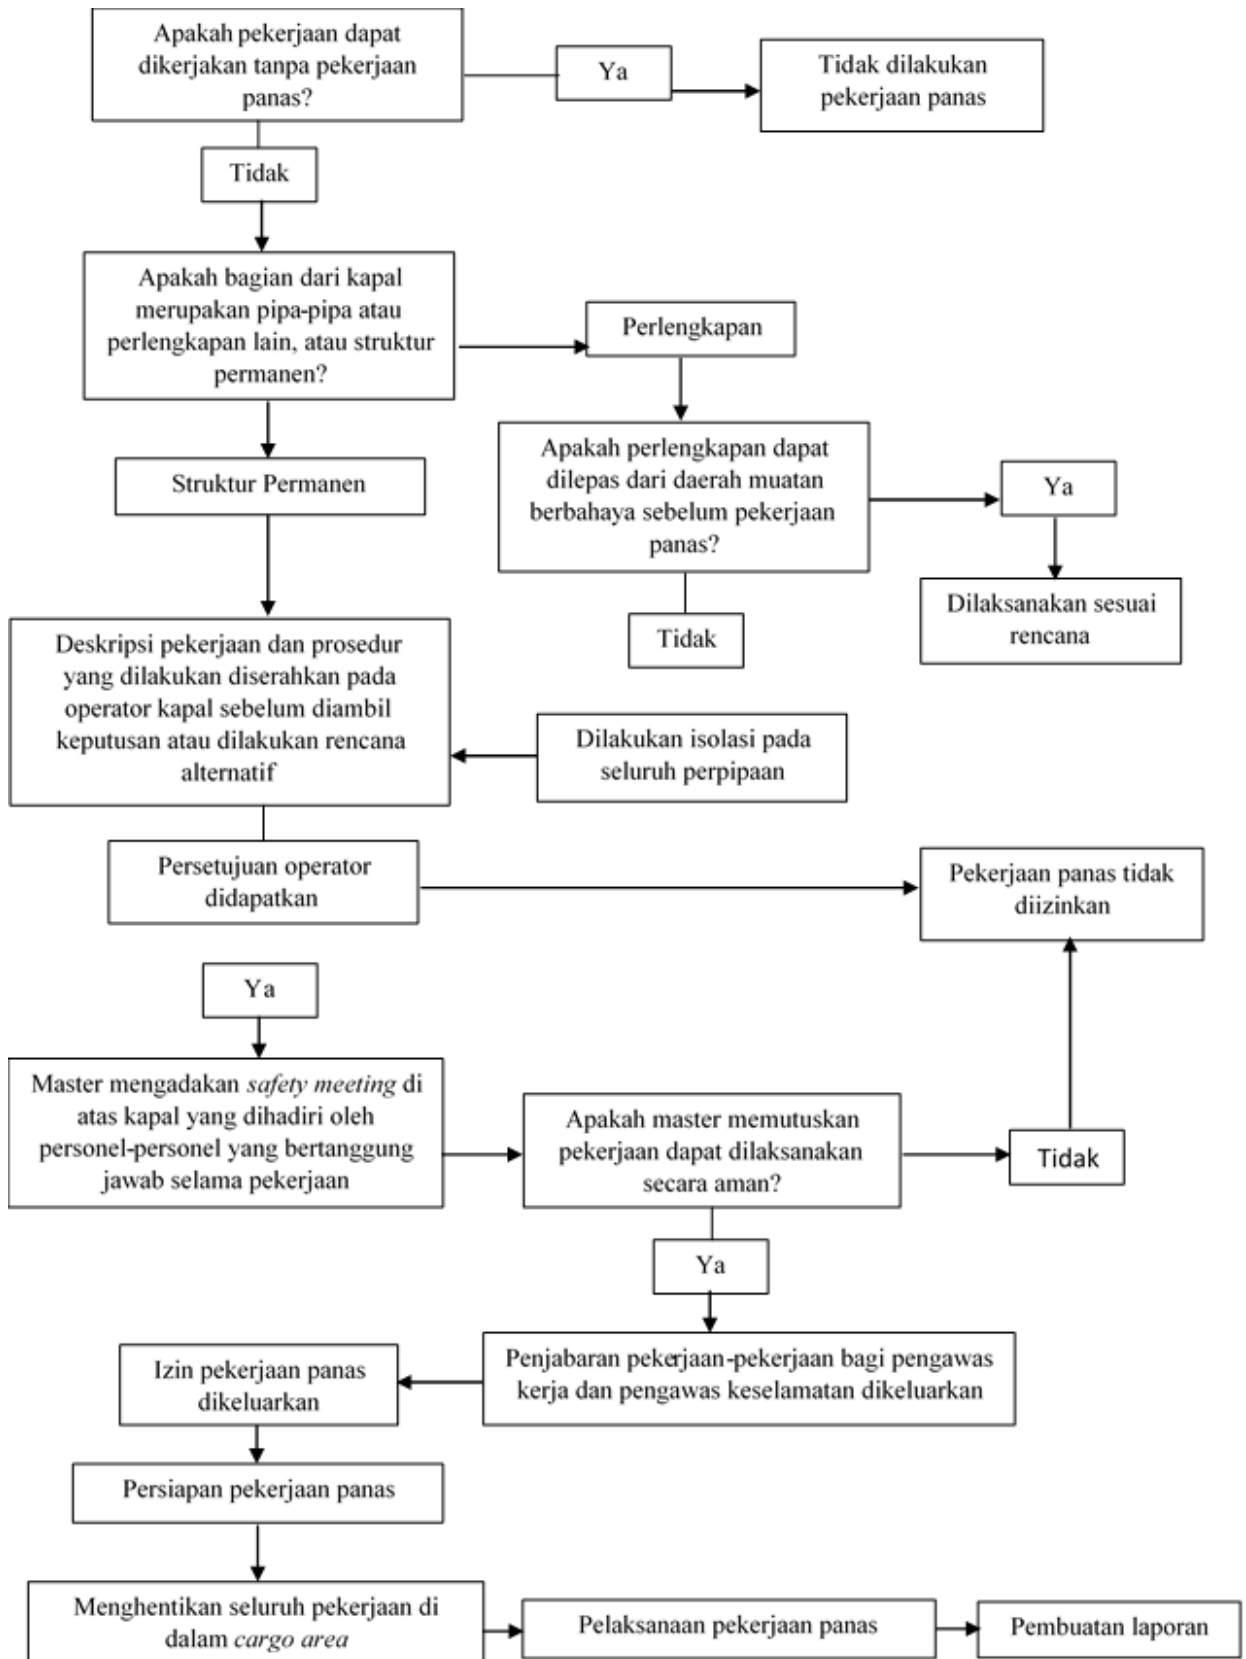 Apakah pekerjaan dapat
dikerjakan tanpa pekerjaan
panas?
Ya
Tidak dilakukan
pekerjaan panas
Tidak
Apakah bagian dari kapal
merupakan pipa-pipa atau
perlengkapan lain, atau struktur
permanen?
Perlengkapan
Apakah perlengkapan dapat
dilepas dari daerah muatan
berbahaya sebelum pekerjaan
panas?
Ya
Struktur Permanen
Dilaksanakan sesuai
rencana
Tidak
Deskripsi pekerjaan dan prosedur
yang dilakukan diserahkan pada
operator kapal sebelum diambil
keputusan atau dilakukan rencana
alternatif
Dilakukan isolasi pada
seluruh perpipaan
Persetujuan operator
didapatkan
Pekerjaan panas tidak
diizinkan
Ya
Master mengadakan safety meeting di
atas kapal yang dihadiri oleh
personel-personel yang bertanggung
jawab selama pekerjaan
Apakah master memutuskan
pekerjaan dapat dilaksanakan
secara aman?
Tidak
Ya
Penjabaran pekerjaan-pekerjaan bagi pengawas
kerja dan pengawas keselamatan dikeluarkan
Izin pekerjaan panas
dikeluarkan
Persiapan pekerjaan panas
Menghentikan seluruh pekerjaan di
dalam cargo area
Pelaksanaan pekerjaan panas
Pembuatan laporan